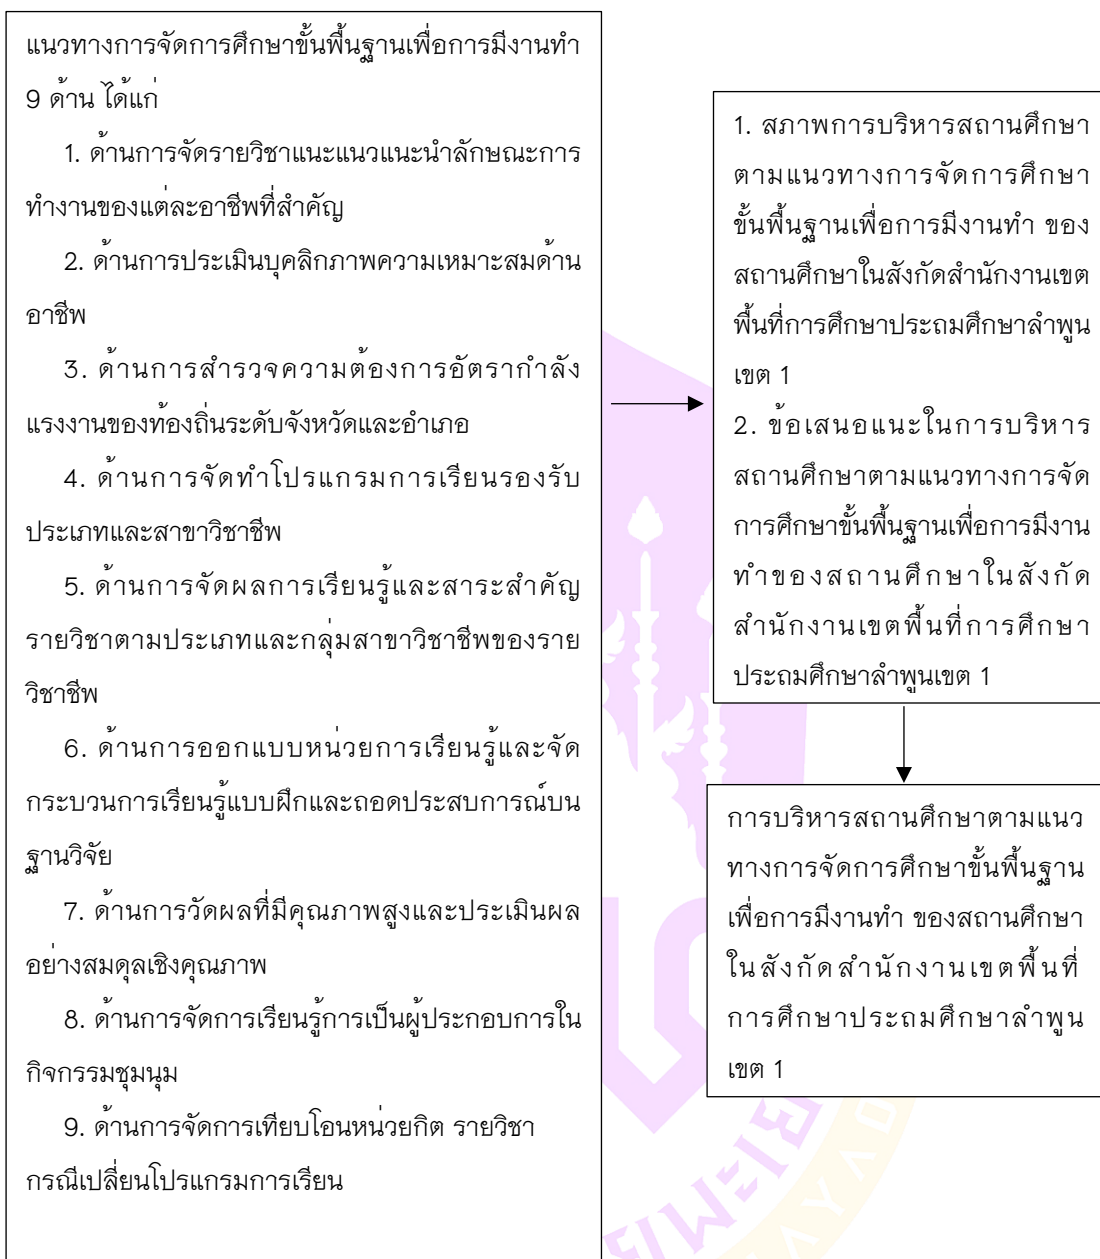 แนวทางการจัดการศึกษาขั้นพื้นฐานเพื่อการมีงานทำ
9 ด้าน ได้แก่
1. ด้านการจัดรายวิชาแนะแนวแนะนำลักษณะการ
ทำงานของแต่ละอาชีพที่สำคัญ
2. ด้านการประเมินบุคลิกภาพความเหมาะสมด้าน
อาชีพ
3. ด้านการสำรวจความต้องการอัตรากำลัง
แรงงานของท้องถิ่นระดับจังหวัดและอำเภอ
4. ด้านการจัดทำโปรแกรมการเรียนรองรับ
ประเภทและสาขาวิชาชีพ
5. ด้านการจัดผลการเรียนรู้และสาระสำคัญ
รายวิชาตามประเภทและกลุ่มสาขาวิชาชีพของราย
วิชาชีพ
6. ด้านการออกแบบหน่วยการเรียนรู้และจัด
กระบวนการเรียนรู้แบบฝึกและถอดประสบการณ์บน
ฐานวิจัย
7. ด้านการวัดผลที่มีคุณภาพสูงและประเมินผล
อย่างสมดุลเชิงคุณภาพ
8. ด้านการจัดการเรียนรู้การเป็นผู้ประกอบการใน
กิจกรรมชุมนุม
9. ด้านการจัดการเทียบโอนหน่วยกิต รายวิชา
กรณีเปลี่ยนโปรแกรมการเรียน
1. สภาพการบริหารสถานศึกษา
ตามแนวทางการจัดการศึกษา
ขั้นพื้นฐานเพื่อการมีงานทำ ของ
สถานศึกษาในสังกัดสำนักงานเขต
พื้นที่การศึกษาประถมศึกษาลำพูน
เขต 1
2. ข้อเสนอแนะในการบริหาร
สถานศึกษาตามแนวทางการจัด
การศึกษาขั้นพื้นฐานเพื่อการมีงาน
ทำของสถานศึกษาในสังกัด
สำนักงานเขตพื้นที่การศึกษา
ประถมศึกษาลำพูนเขต 1
การบริหารสถานศึกษาตามแนว
ทางการจัดการศึกษาขั้นพื้นฐาน
เพื่อการมีงานทำ ของสถานศึกษา
ในสังกัดสำนักงานเขตพื้นที่
การศึกษาประถมศึกษาลำพูน
เขต 1